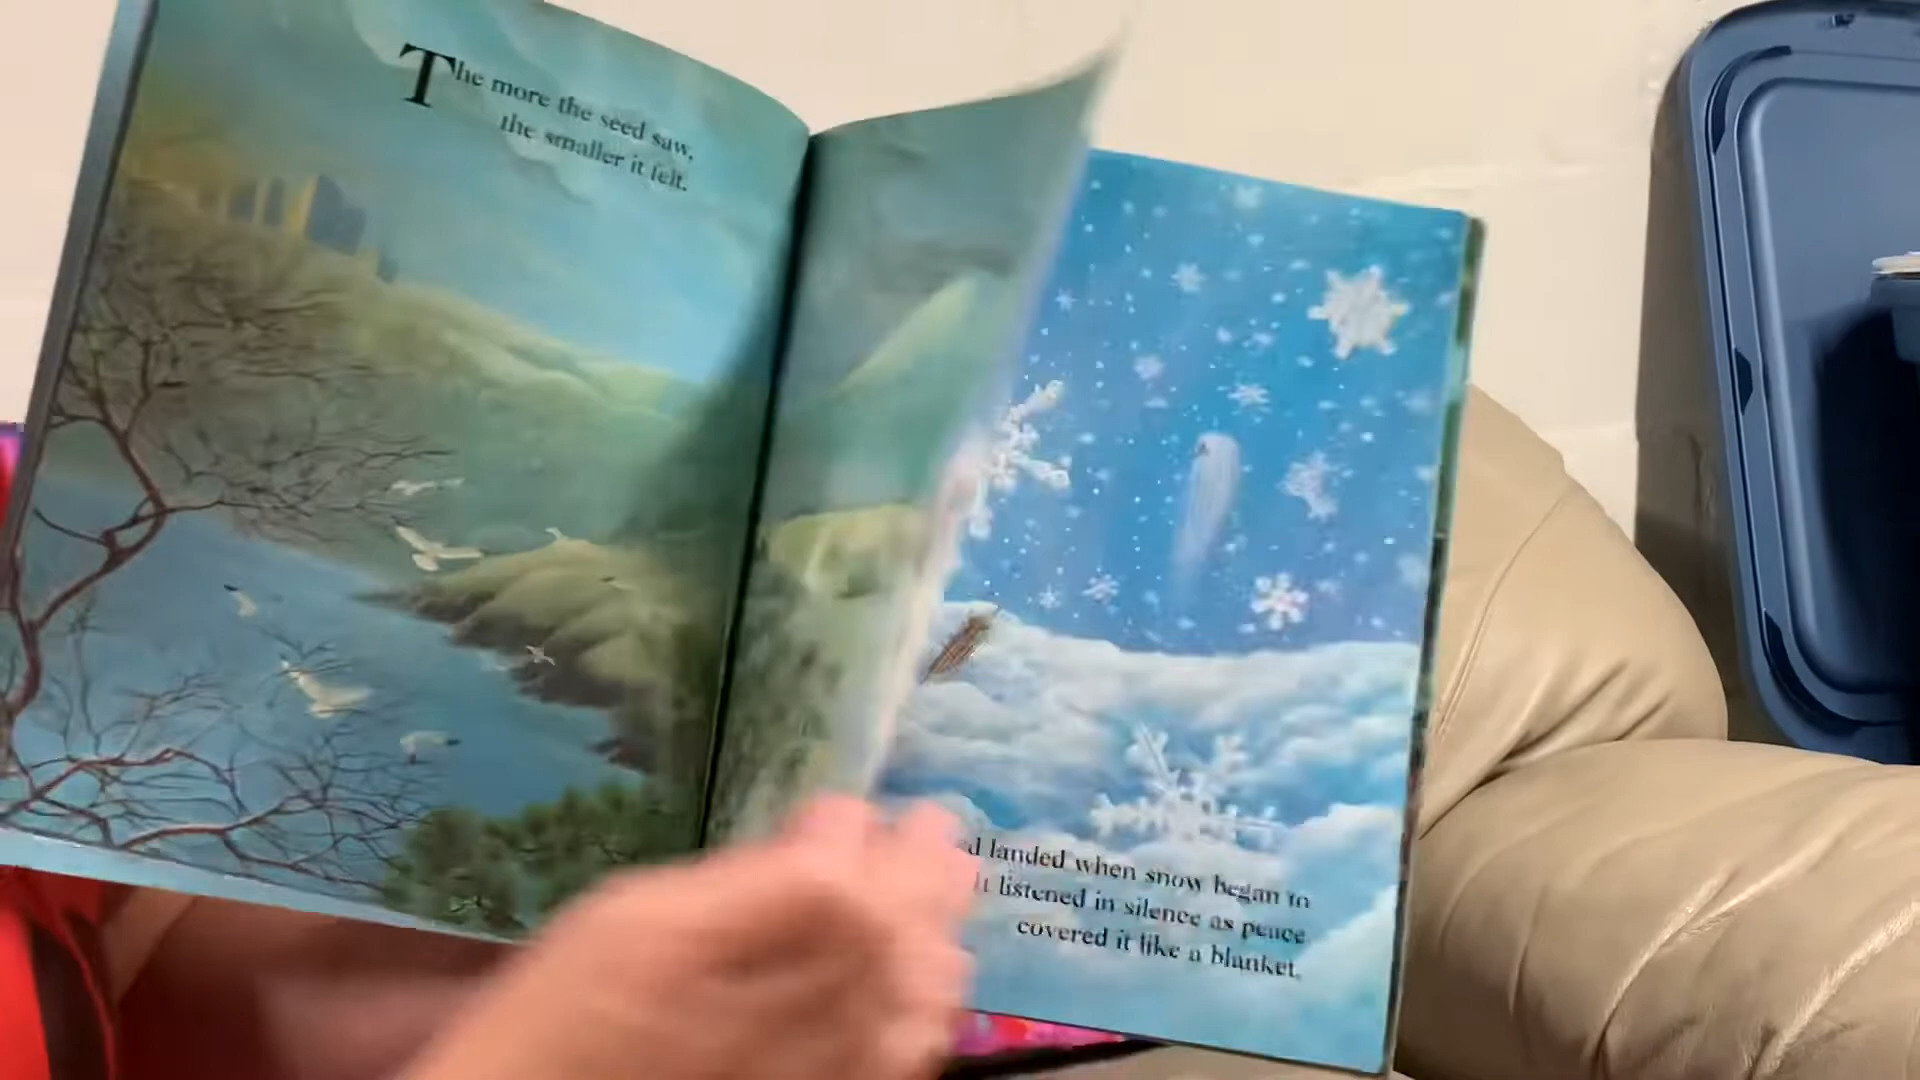 The more the seed saw,
the smaller it felt.
d landed when snow began to
It listened in silence as peace
covered it like a blanket.